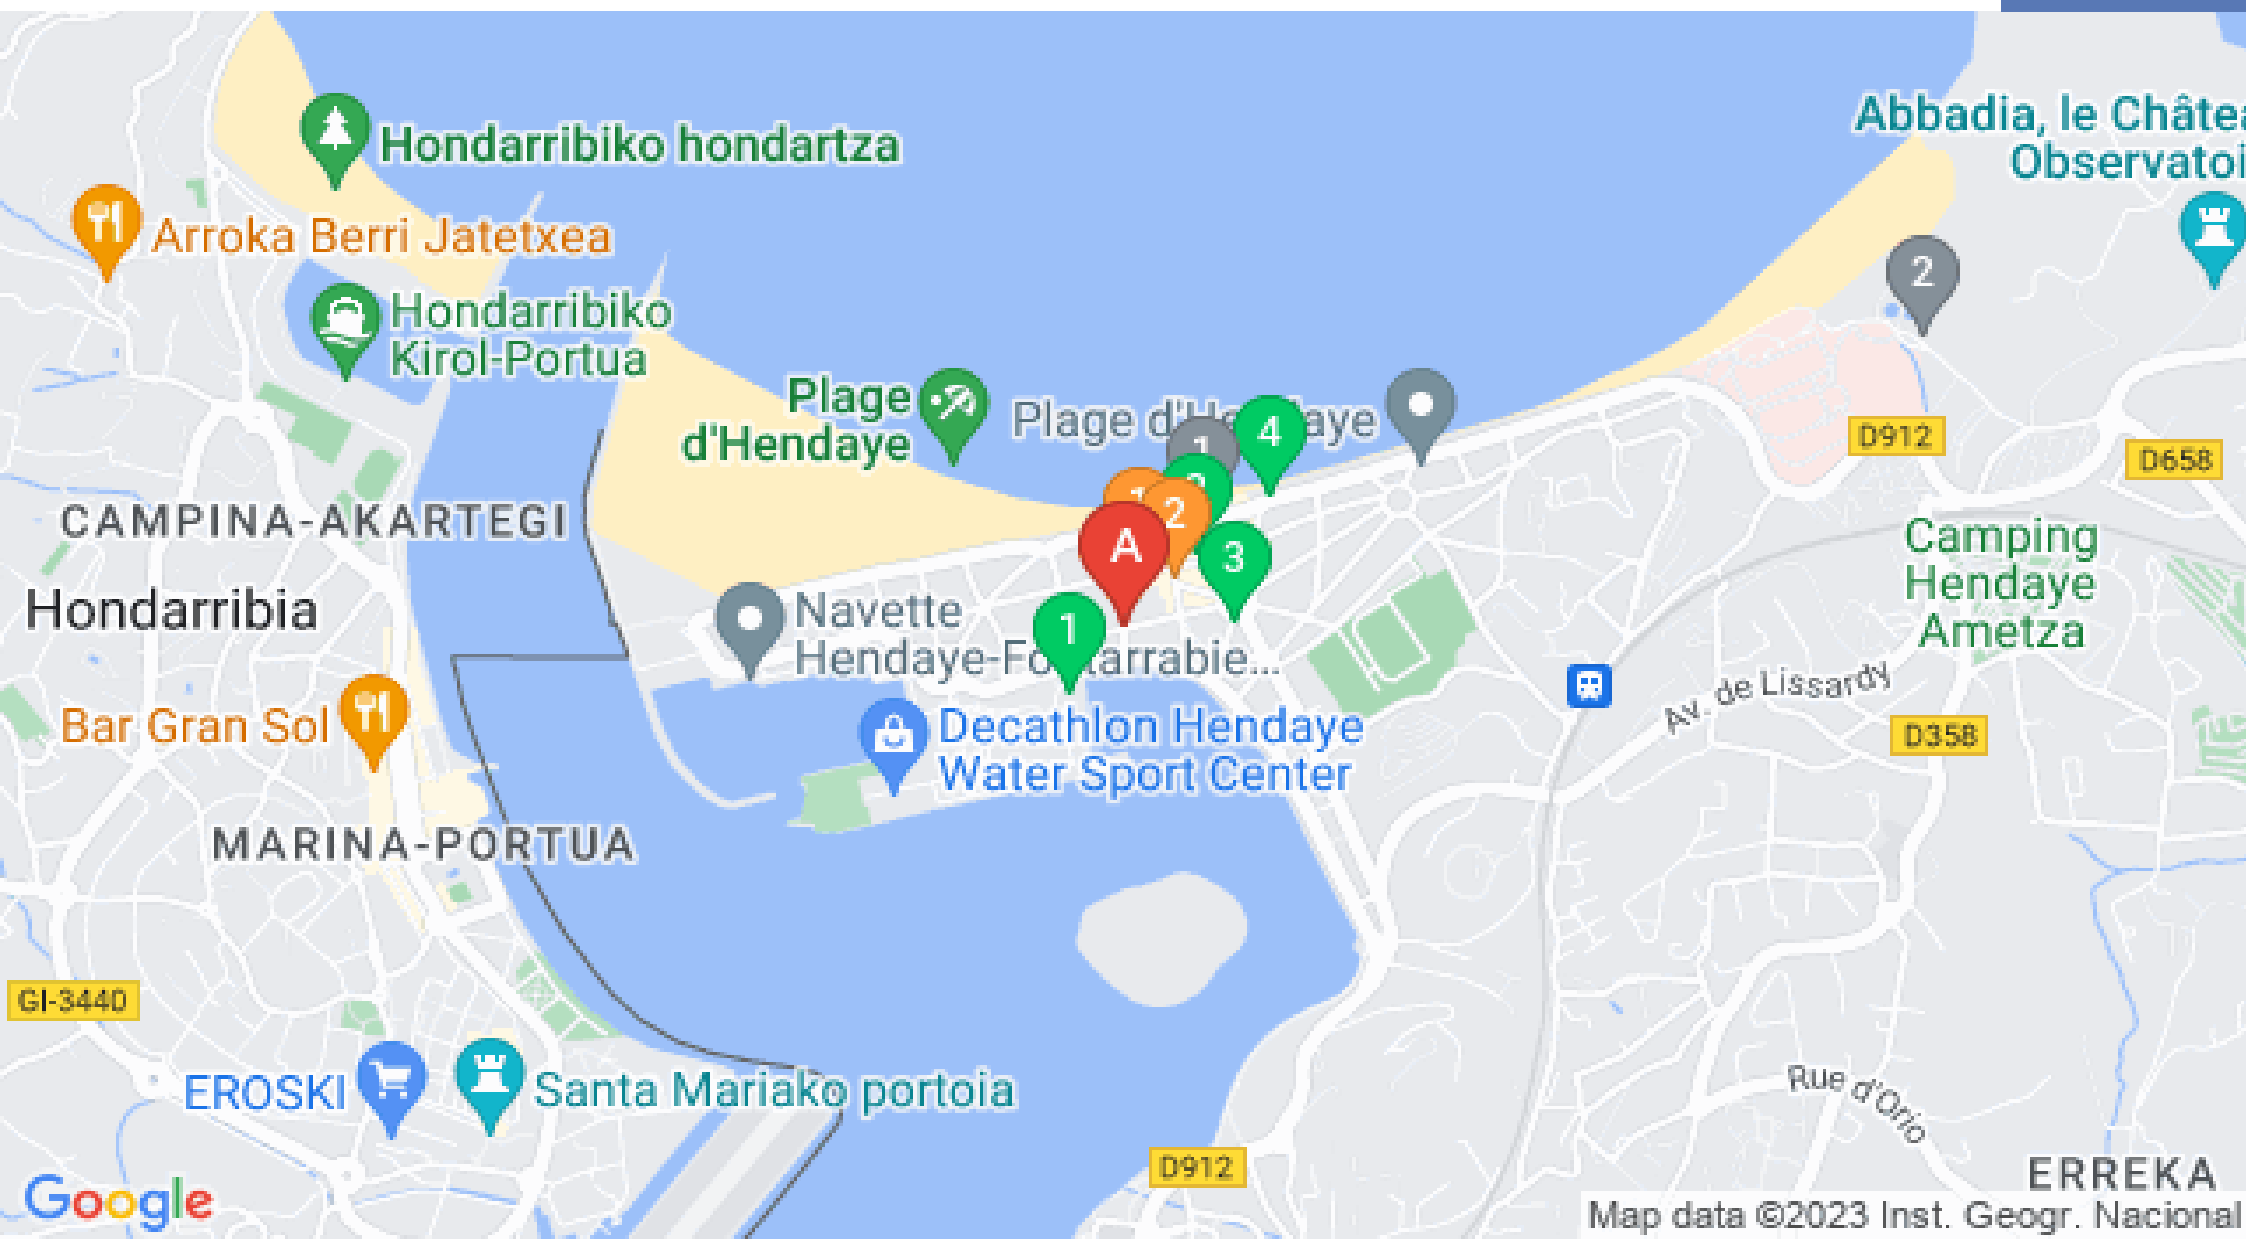 Abbadia, le Châte
Observatoi
Hondarribiko hondartza
Arroka Berri Jatetxea
2
Hondarribiko
Kirol-Portua
Plage
d'Hendaye
Plage d'H aye
4
1
D912
D658
2
A
3
CAMPINA-AKARTEGI
Camping
Hendaye
Ametza
Hondarribia
Navette
Hendaye-Fo tarrabie...
1
Av. de Lissardy
Bar Gran Sol
Decathlon Hendaye
Water Sport Center
D358
MARINA-PORTUA
GI-3440
EROSKI
Santa Mariako portoia
Rue d'Orio
D912
ERREKA
Google
Map data ©2023 Inst. Geogr. Nacional